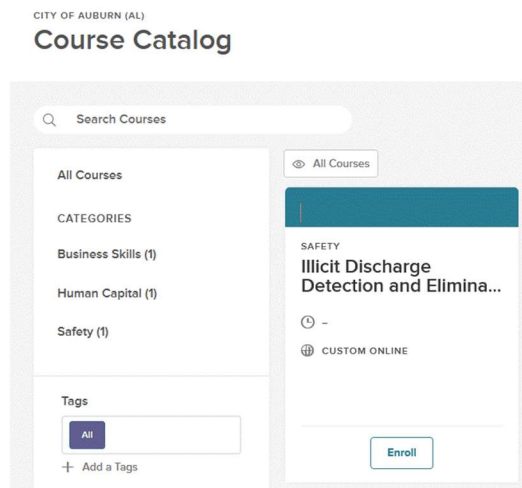 CITY OF AUBURN (AL)
Course Catalog
Search Courses
All Courses
CATEGORIES
Business Skills (1)
Human Capital (1)
Safety (1)
Tags
All
+ Add a Tags
All Courses
SAFETY
Illicit Discharge
Detection and Elimina...
–
CUSTOM ONLINE
Enroll